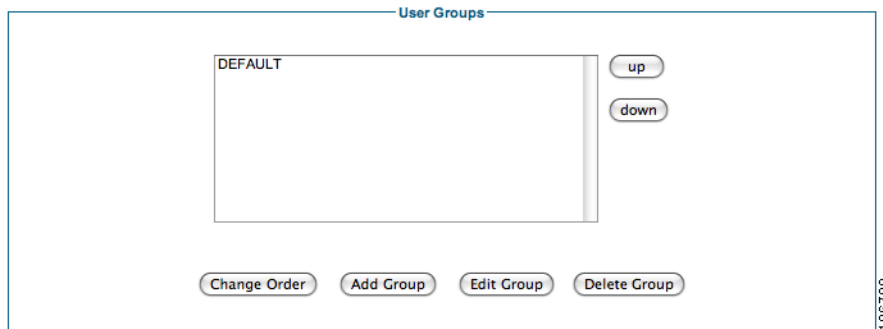 User Groups
DEFAULT
up
down
Change Order
Add Group
Edit Group
Delete Group